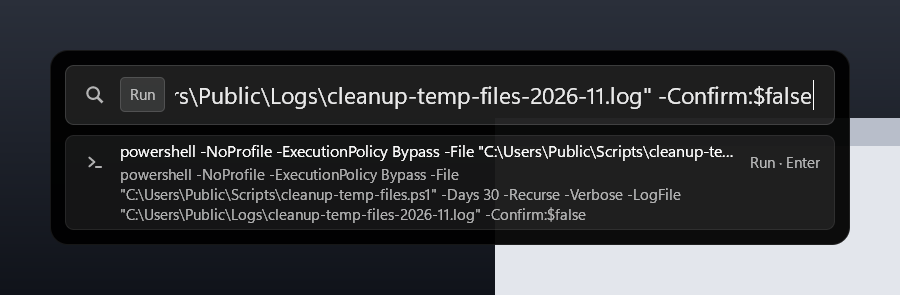 Run rs\Public\Logs\cleanup-temp-files-2026-11.log" -Confirm:$false
powershell -NoProfile -ExecutionPolicy Bypass -File "C:\Users\Public\Scripts\cleanup-te... Run · Enter
powershell -NoProfile -ExecutionPolicy Bypass -File
"C:\Users\Public\Scripts\cleanup-temp-files.ps1" -Days 30 -Recurse -Verbose -LogFile
"C:\Users\Public\Logs\cleanup-temp-files-2026-11.log" -Confirm:$false